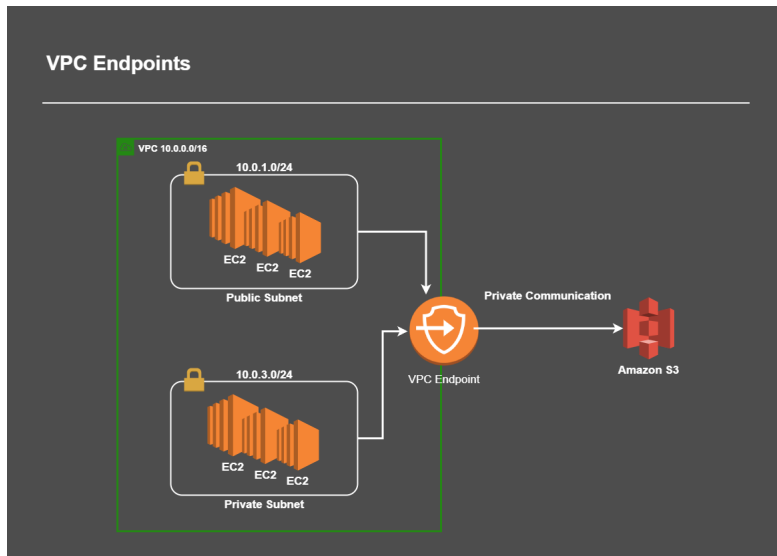 VPC Endpoints
VPC 10.0.0.0/16
10.0.1.0/24
EC2
EC2
EC2
Public Subnet
Private Communication
VPC Endpoint
Amazon S3
10.0.3.0/24
EC2
EC2
EC2
Private Subnet